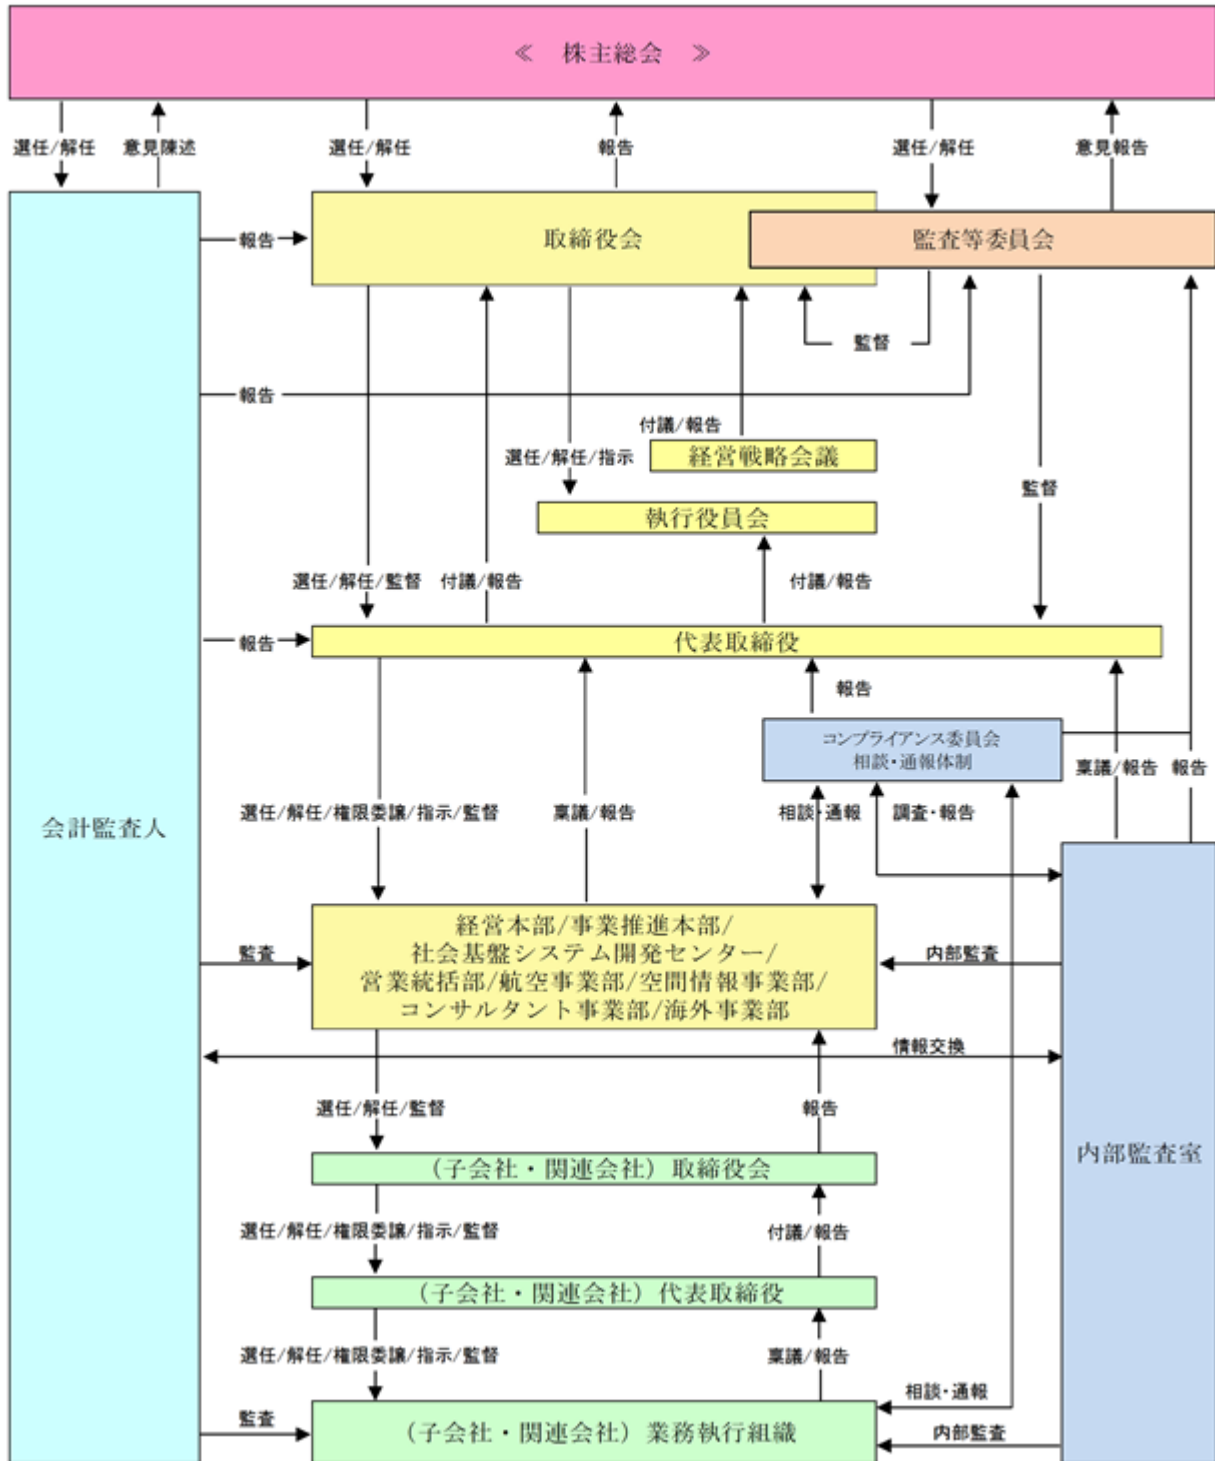 ≪ 株主総会 ≫
選任/解任
意見陳述
選任/解任
報告
選任/解任
意見報告
報告
取締役会
監査等委員会
監督
報告
付議/報告
経営戦略会議
選任/解任/指示
監督
執行役員会
選任/解任/監督
付議/報告
付議/報告
報告
代表取締役
報告
コンプライアンス委員会
相談・通報体制
稟議/報告
報告
選任/解任/権限委譲/指示/監督
稟議/報告
相談・通報
調査・報告
会計監査人
経営本部/事業推進本部/
社会基盤システム開発センター/
営業統括部/航空事業部/空間情報事業部/
コンサルタント事業部/海外事業部
監査
内部監査
情報交換
選任/解任/監督
報告
内部監査室
(子会社・関連会社) 取締役会
選任/解任/権限委譲/指示/監督
付議/報告
(子会社・関連会社) 代表取締役
選任/解任/権限委譲/指示/監督
稟議/報告
相談・通報
監査
(子会社・関連会社) 業務執行組織
内部監査